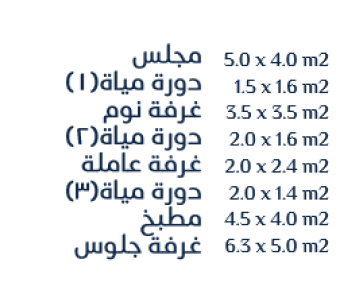 مجلس 5.0 x 4.0 m2
دورة مياة(١) 1.5 x 1.6 m2
غرفة نوم 3.5 x 3.5 m2
دورة مياة(٢) 2.0 x 1.6 m2
غرفة عاملة 2.0 x 2.4 m2
دورة مياة(٣) 2.0 x 1.4 m2
مطبخ 4.5 x 4.0 m2
غرفة جلوس 6.3 x 5.0 m2